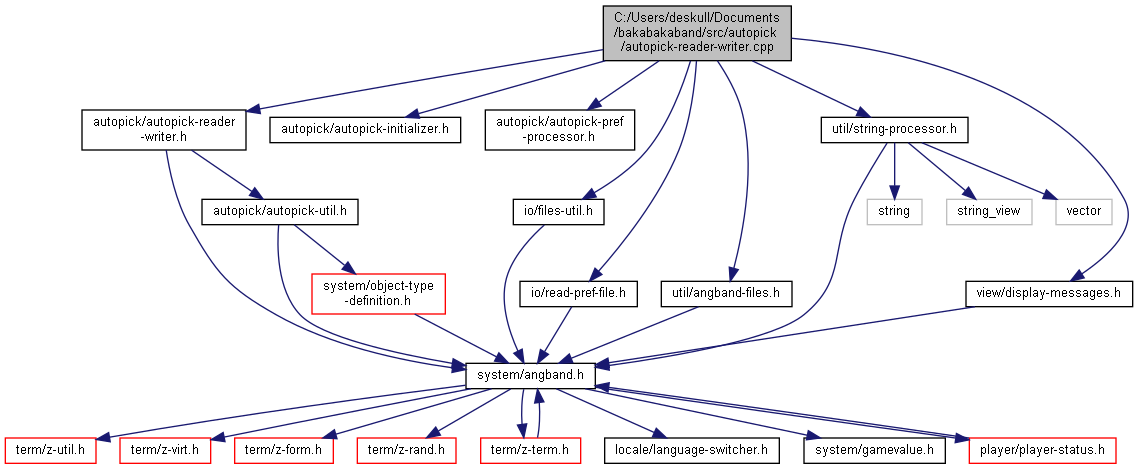 C:/Users/deskull/Documents
/bakabakaband/src/autopick
/autopick-reader-writer.cpp
autopick/autopick-reader
-writer.h
autopick/autopick-initializer.h
autopick/autopick-pref
-processor.h
util/string-processor.h
autopick/autopick-util.h
io/files-util.h
string
string_view
vector
system/object-type
-definition.h
io/read-pref-file.h
util/angband-files.h
view/display-messages.h
system/angband.h
term/z-util.h
term/z-virt.h
term/z-form.h
term/z-rand.h
term/z-term.h
locale/language-switcher.h
system/gamevalue.h
player/player-status.h